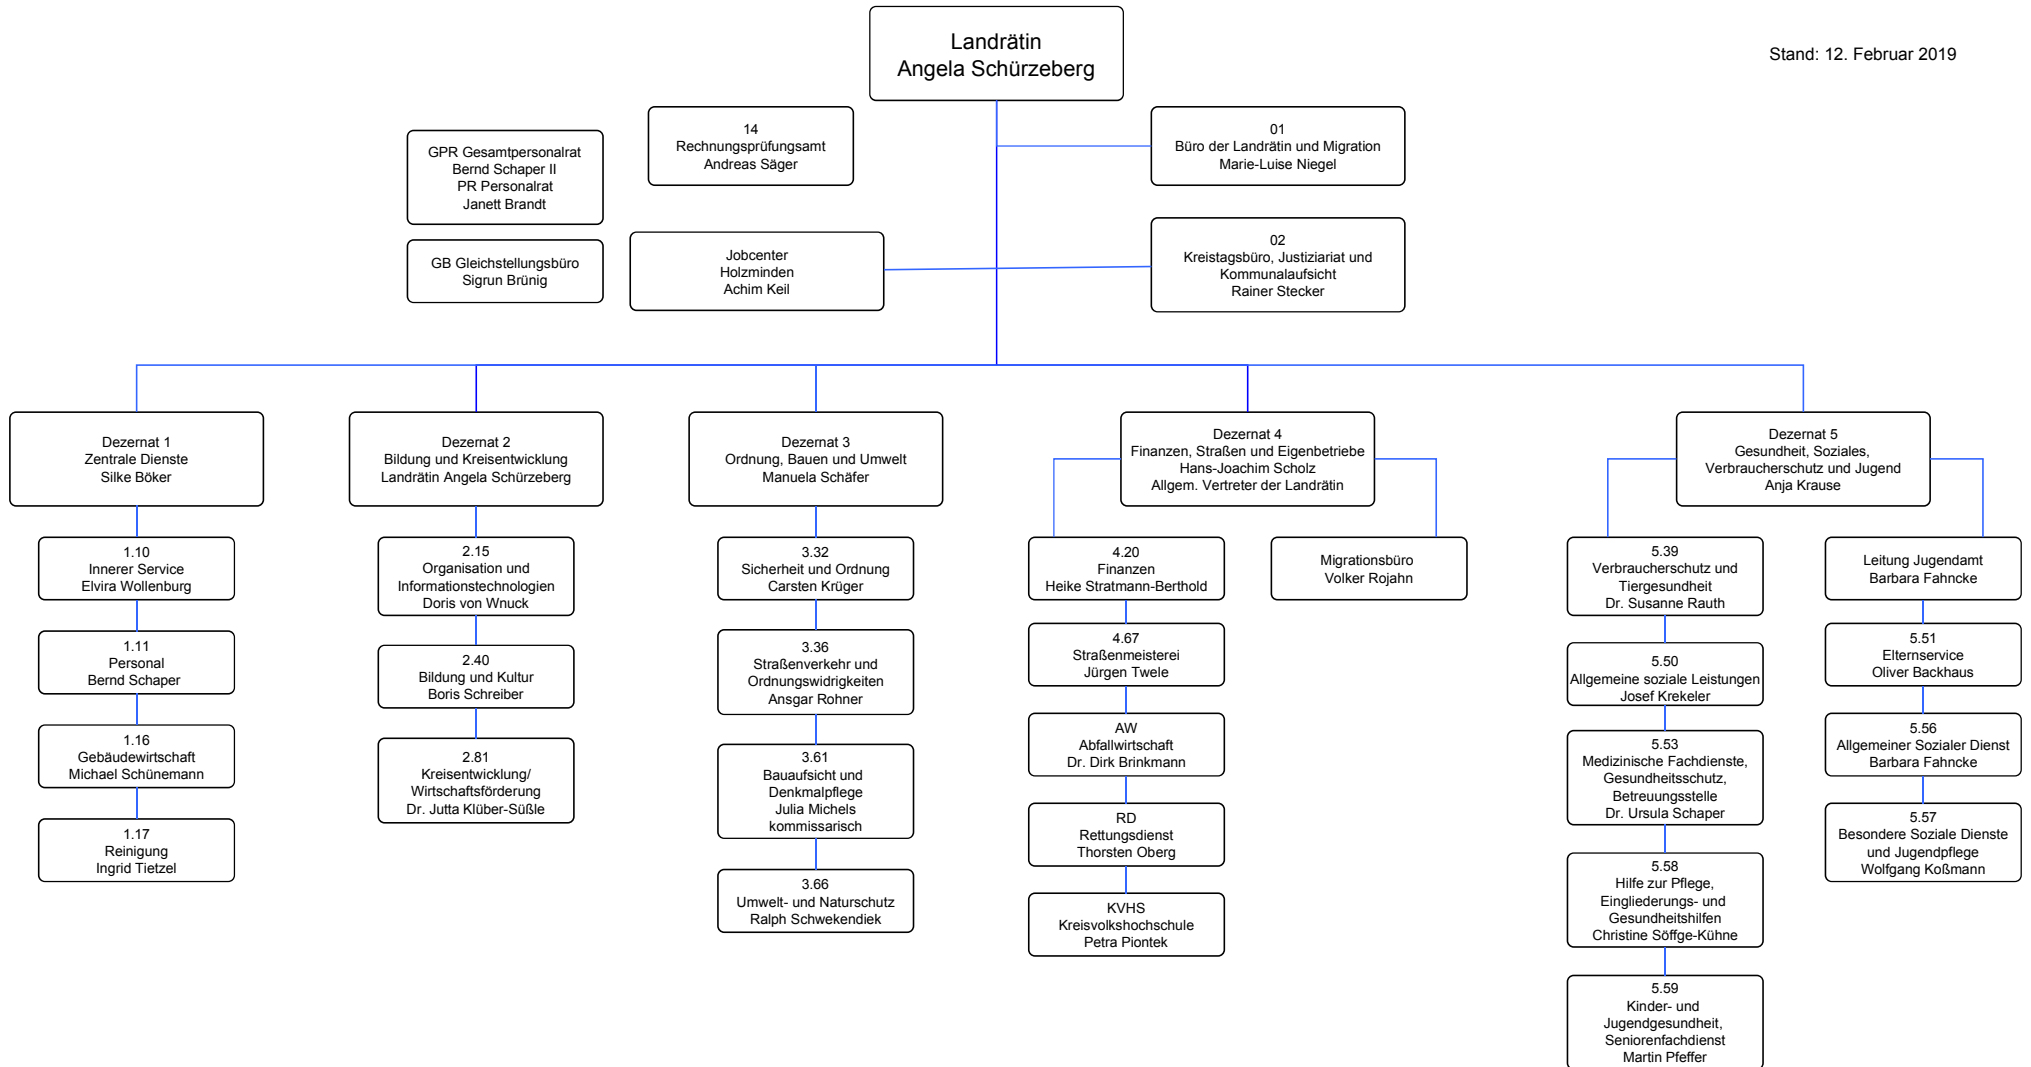 Landrätin
Angela Schürzeberg
Stand: 12. Februar 2019
14
Rechnungsprüfungsamt
Andreas Säger
01
Büro der Landrätin und Migration
Marie-Luise Niegel
GPR Gesamtpersonalrat
Bernd Schaper II
PR Personalrat
Janett Brandt
GB Gleichstellungsbüro
Sigrun Brünig
Jobcenter
Holzminden
Achim Keil
02
Kreistagsbüro, Justiziariat und
Kommunalaufsicht
Rainer Stecker
Dezernat 1
Zentrale Dienste
Silke Böker
1.10
Innerer Service
Elvira Wollenburg
1.11
Personal
Bernd Schaper
1.16
Gebäudewirtschaft
Michael Schünemann
1.17
Reinigung
Ingrid Tietzel
Dezernat 2
Bildung und Kreisentwicklung
Landrätin Angela Schürzeberg
2.15
Organisation und
Informationstechnologien
Doris von Wnuck
2.40
Bildung und Kultur
Boris Schreiber
2.81
Kreisentwicklung/
Wirtschaftsförderung
Dr. Jutta Klüber-Süßle
Dezernat 3
Ordnung, Bauen und Umwelt
Manuela Schäfer
3.32
Sicherheit und Ordnung
Carsten Krüger
3.36
Straßenverkehr und
Ordnungswidrigkeiten
Ansgar Rohner
3.61
Bauaufsicht und
Denkmalpflege
Julia Michels
kommissarisch
3.66
Umwelt- und Naturschutz
Ralph Schwekendiek
Dezernat 4
Finanzen, Straßen und Eigenbetriebe
Hans-Joachim Scholz
Allgem. Vertreter der Landrätin
4.20
Finanzen
Heike Stratmann-Berthold
4.67
Straßenmeisterei
Jürgen Twele
AW
Abfallwirtschaft
Dr. Dirk Brinkmann
RD
Rettungsdienst
Thorsten Oberg
KVHS
Kreisvolkshochschule
Petra Piontek
Migrationsbüro
Volker Rojahn
Dezernat 5
Gesundheit, Soziales,
Verbraucherschutz und Jugend
Anja Krause
5.39
Verbraucherschutz und
Tiergesundheit
Dr. Susanne Rauth
5.50
Allgemeine soziale Leistungen
Josef Krekeler
5.53
Medizinische Fachdienste,
Gesundheitsschutz,
Betreuungsstelle
Dr. Ursula Schaper
5.58
Hilfe zur Pflege,
Eingliederungs- und
Gesundheitshilfen
Christine Söffge-Kühne
5.59
Kinder- und
Jugendgesundheit,
Seniorenfachdienst
Martin Pfeffer
Leitung Jugendamt
Barbara Fahncke
5.51
Elternservice
Oliver Backhaus
5.56
Allgemeiner Sozialer Dienst
Barbara Fahncke
5.57
Besondere Soziale Dienste
und Jugendpflege
Wolfgang Koßmann